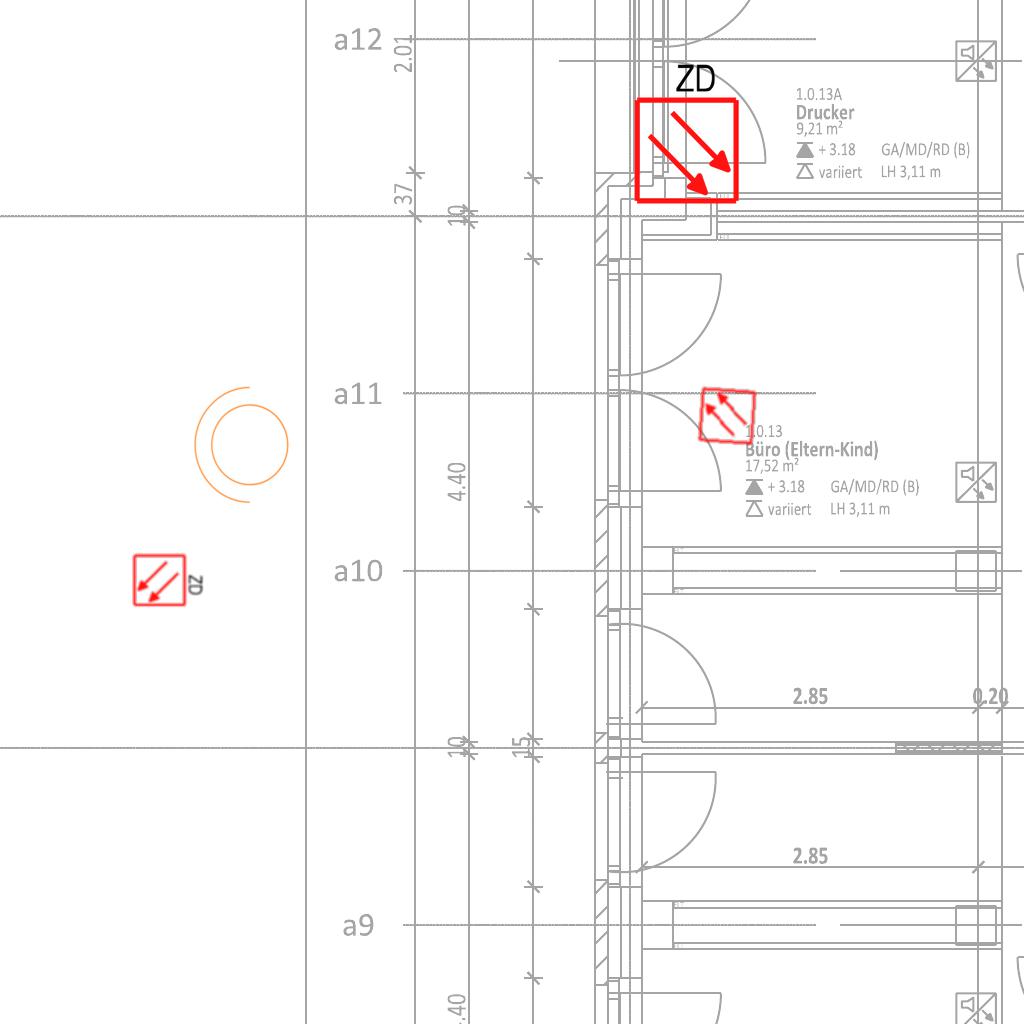 a12
2.01
ZD
1.0.13A
Drucker
9,21 m²
+ 3.18 GA/MD/RD (B)
variiert LH 3,11 m
37
10
a11
1.0.13
Büro (Eltern-Kind)
17,52 m²
+ 3.18 GA/MD/RD (B)
variiert LH 3,11 m
4.40
ZD
a10
2.85
0.20
10
15
2.85
a9
.40